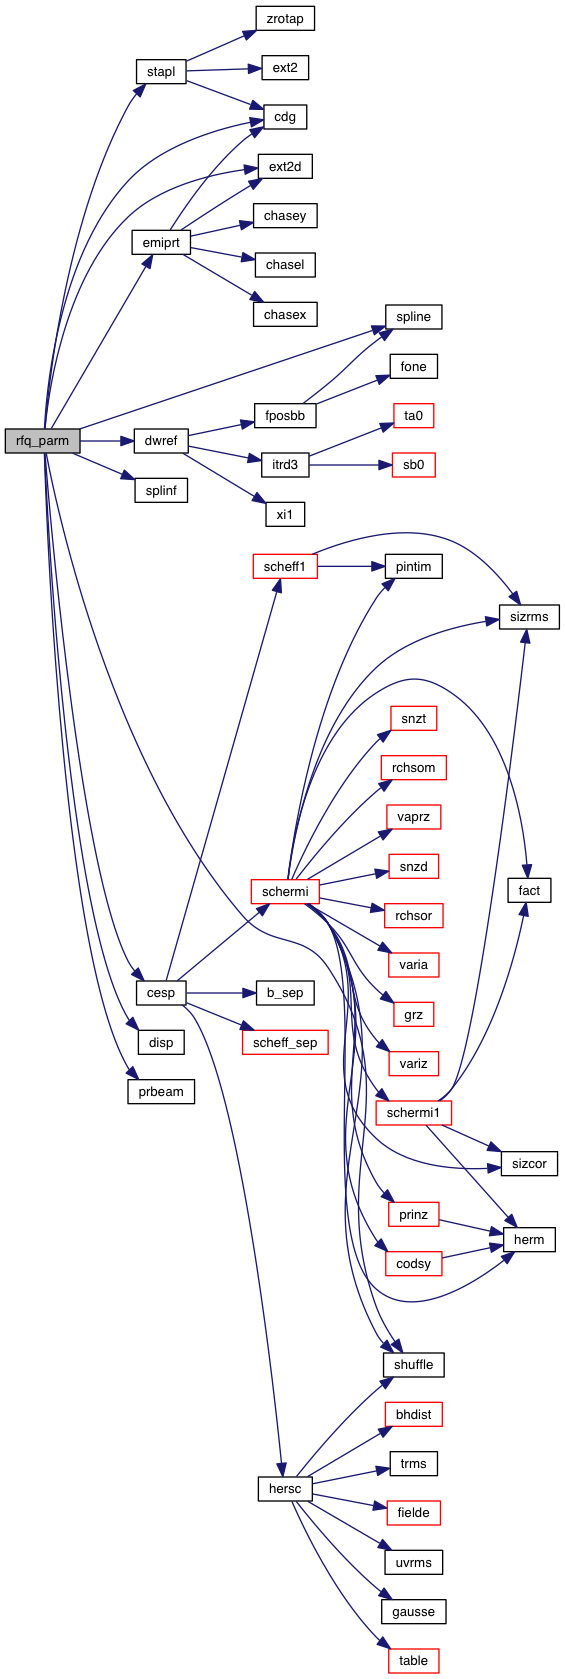 zrotap
stapl
ext2
cdg
ext2d
chasey
emiprt
chasel
chasex
spline
fone
fposbb
ta0
rfq_parm
dwref
itrd3
sb0
splinf
xi1
scheff1
pintim
sizrms
snzt
rchsom
vaprz
snzd
schermi
fact
rchsor
varia
cesp
b_sep
grz
disp
scheff_sep
variz
prbeam
schermi1
sizcor
prinz
herm
codsy
shuffle
bhdist
trms
hersc
fielde
uvrms
gausse
table